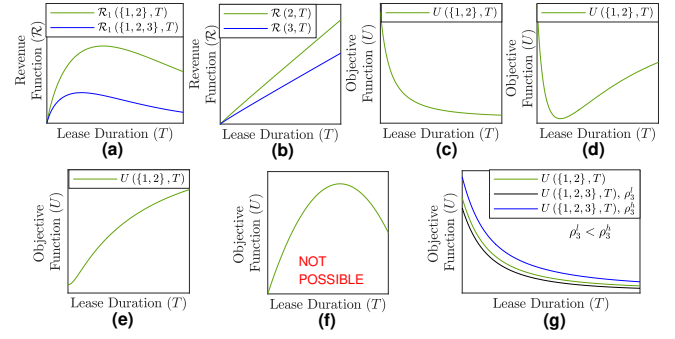 R₁({1, 2}, T)
R₁({1, 2, 3}, T)
Revenue
Function (R)
Lease Duration (T)
(a)
R(2, T)
R(3, T)
Revenue
Function (R)
Lease Duration (T)
(b)
U({1, 2}, T)
Objective
Function (U)
Lease Duration (T)
(c)
U({1, 2}, T)
Objective
Function (U)
Lease Duration (T)
(d)
U({1, 2}, T)
Objective
Function (U)
Lease Duration (T)
(e)
NOT
POSSIBLE
Objective
Function (U)
Lease Duration (T)
(f)
U({1, 2}, T)
U({1, 2, 3}, T), ρ₃ˡ
U({1, 2, 3}, T), ρ₃ʰ
ρ₃ˡ < ρ₃ʰ
Objective
Function (U)
Lease Duration (T)
(g)